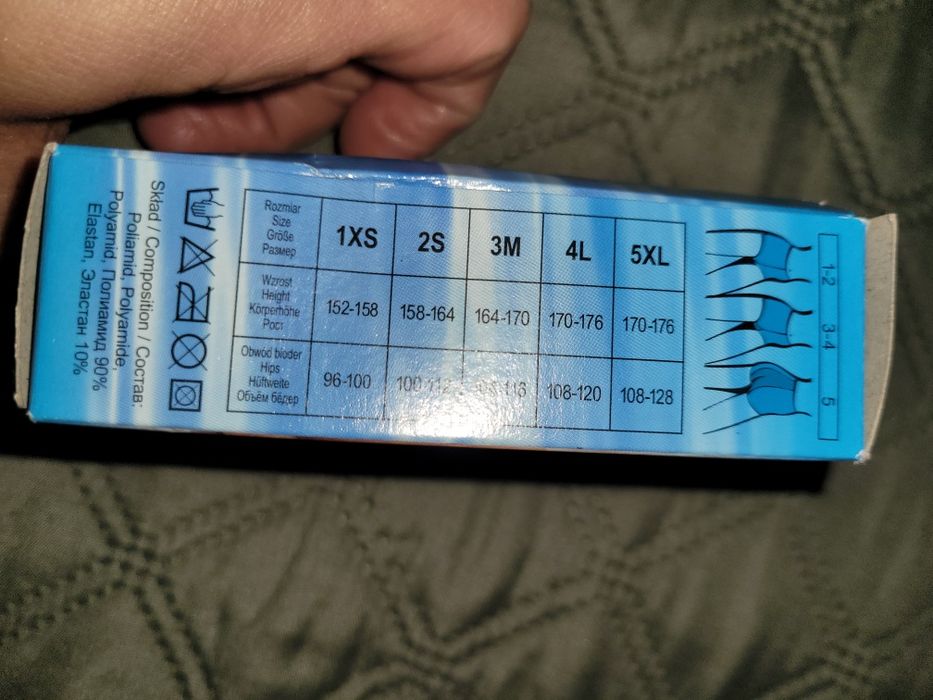 Rozmiar
Size
Größe
Размер
1XS
2S
3M
4L
5XL
Wzrost
Height
Körperhöhe
Рост
152-158
158-164
164-170
170-176
170-176
Obwód bioder
Hips
Hüftweite
Объём бёдер
96-100
108-120
108-128
Skład / Composition / Состав:
Poliamid, Polyamide,
Polyamid, Полиамид 90%
Elastan, Эластан 10%
1-2
3-4
5